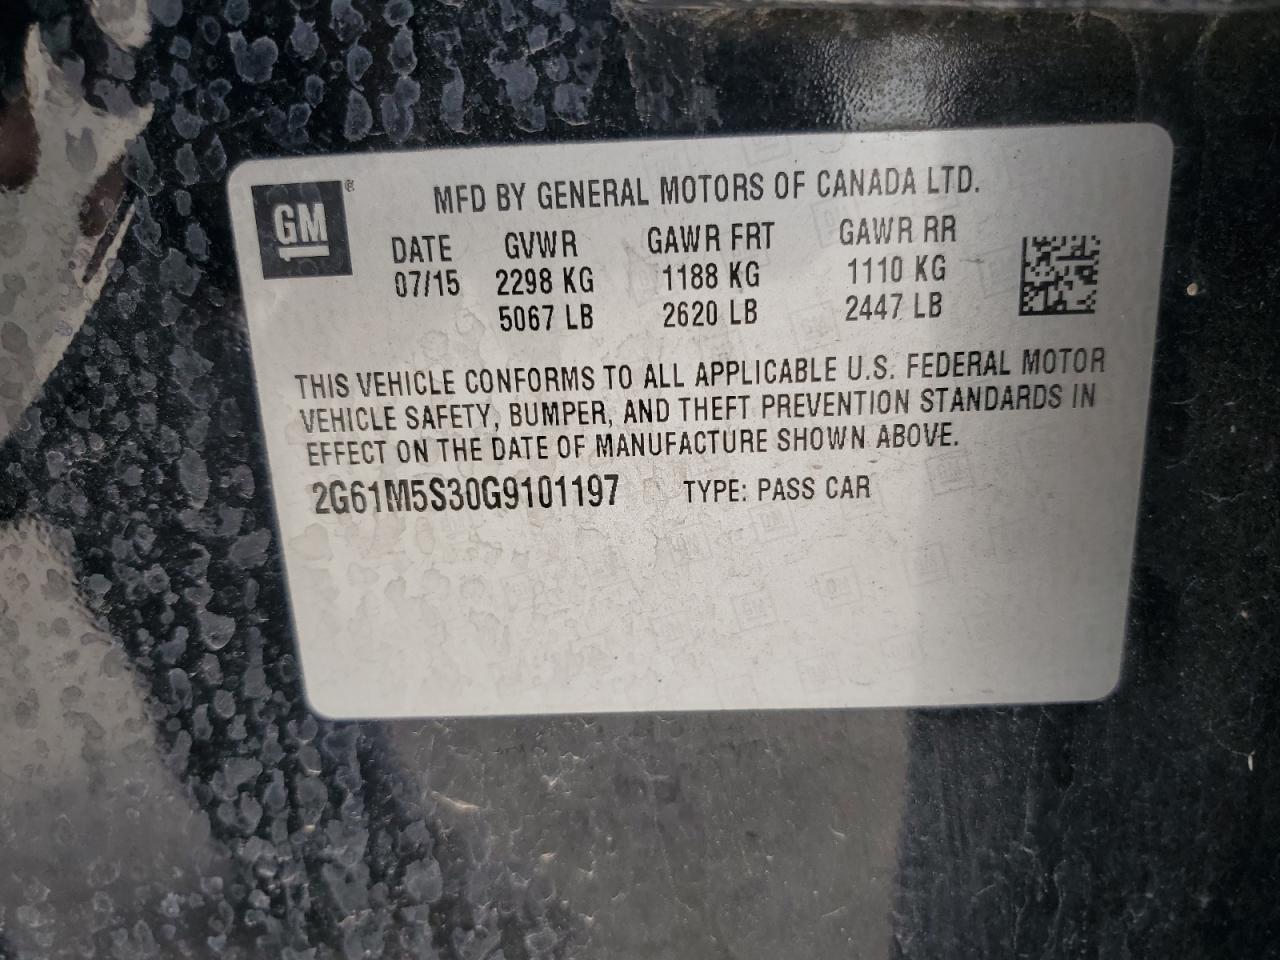 GM ®
MFD BY GENERAL MOTORS OF CANADA LTD.
DATE GVWR GAWR FRT GAWR RR
07/15 2298 KG 1188 KG 1110 KG
5067 LB 2620 LB 2447 LB
THIS VEHICLE CONFORMS TO ALL APPLICABLE U.S. FEDERAL MOTOR
VEHICLE SAFETY, BUMPER, AND THEFT PREVENTION STANDARDS IN
EFFECT ON THE DATE OF MANUFACTURE SHOWN ABOVE.
2G61M5S30G9101197 TYPE: PASS CAR